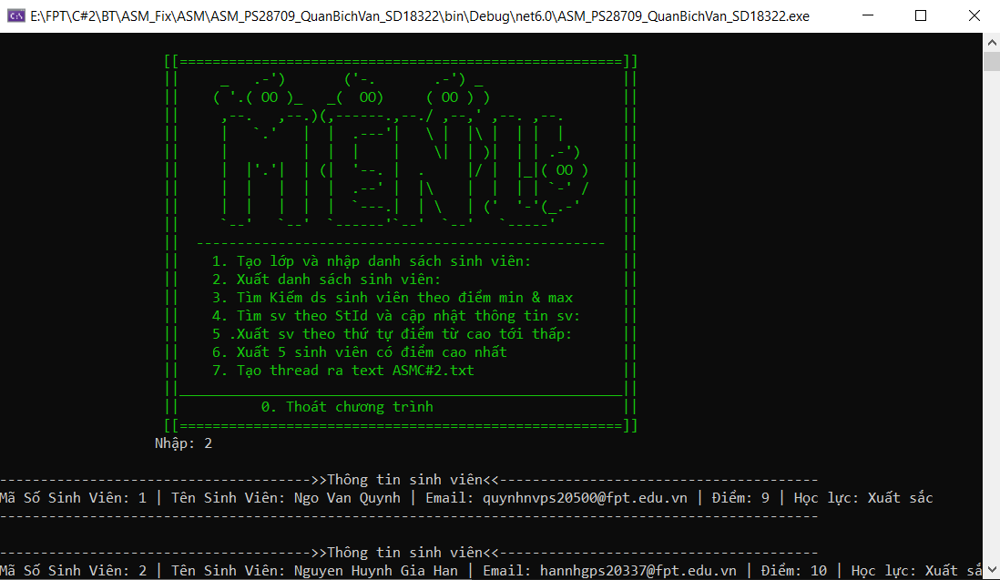 E:\FPT\C#2\BT\ASM_Fix\ASM\ASM_PS28709_QuanBichVan_SD18322\bin\Debug\net6.0\ASM_PS28709_QuanBichVan_SD18322.exe
MENU
1. Tạo lớp và nhập danh sách sinh viên:
2. Xuất danh sách sinh viên:
3. Tìm Kiếm ds sinh viên theo điểm min & max
4. Tìm sv theo StId và cập nhật thông tin sv:
5 .Xuất sv theo thứ tự điểm từ cao tới thấp:
6. Xuất 5 sinh viên có điểm cao nhất
7. Tạo thread ra text ASMC#2.txt
0. Thoát chương trình
Nhập: 2
-------------------------------------->>Thông tin sinh viên<<---------------------------------------
Mã Số Sinh Viên: 1 | Tên Sinh Viên: Ngo Van Quynh | Email: quynhnvps20500@fpt.edu.vn | Điểm: 9 | Học lực: Xuất sắc
-------------------------------------->>Thông tin sinh viên<<---------------------------------------
Mã Số Sinh Viên: 2 | Tên Sinh Viên: Nguyen Huynh Gia Han | Email: hannhgps20337@fpt.edu.vn | Điểm: 10 | Học lực: Xuất sắ